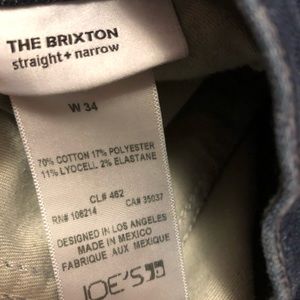 THE BRIXTON
straight + narrow
W 34
70% COTTON 17% POLYESTER
11% LYOCELL 2% ELASTANE
CL# 462
RN# 106214 CA# 35037
DESIGNED IN LOS ANGELES
MADE IN MEXICO
FABRIQUE AUX MEXIQUE
JOE'S